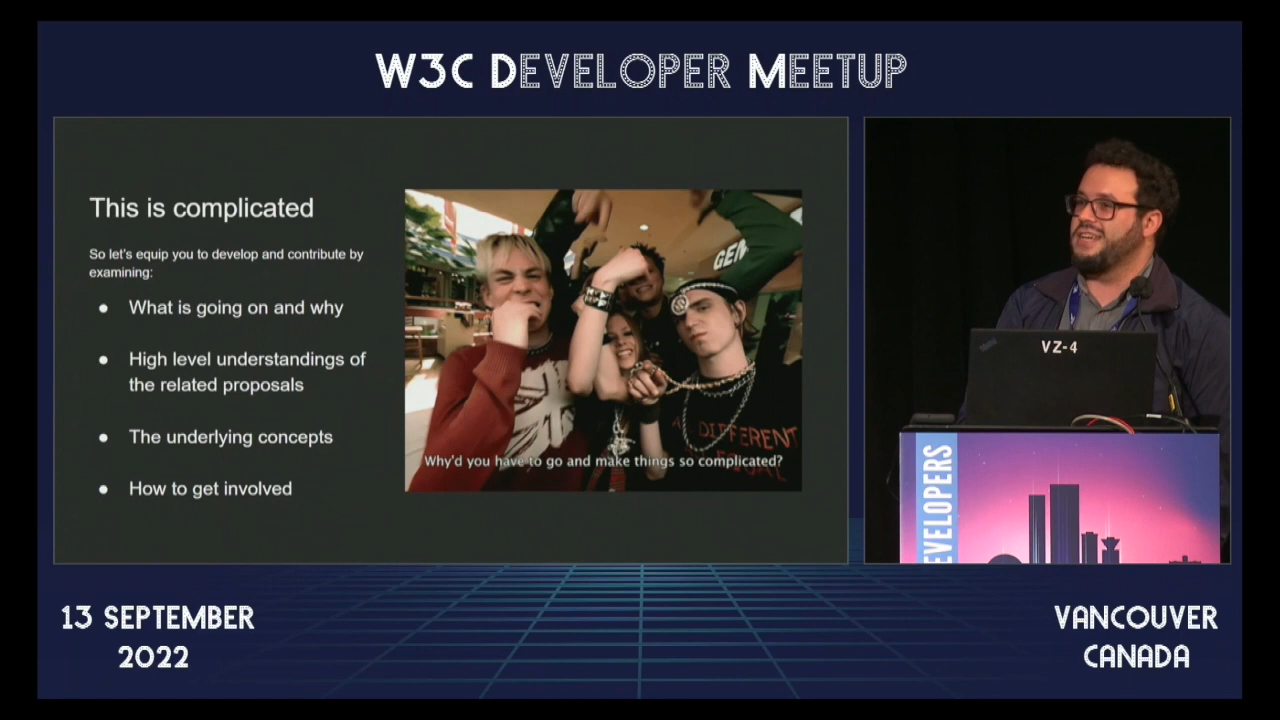 W3C DEVELOPER MEETUP
This is complicated
So let's equip you to develop and contribute by
examining:
● What is going on and why
● High level understandings of
the related proposals
● The underlying concepts
● How to get involved
GEN
DIFFERENT
Why'd you have to go and make things so complicated?
VZ-4
EVELOPERS
13 SEPTEMBER
2022
VANCOUVER
CANADA